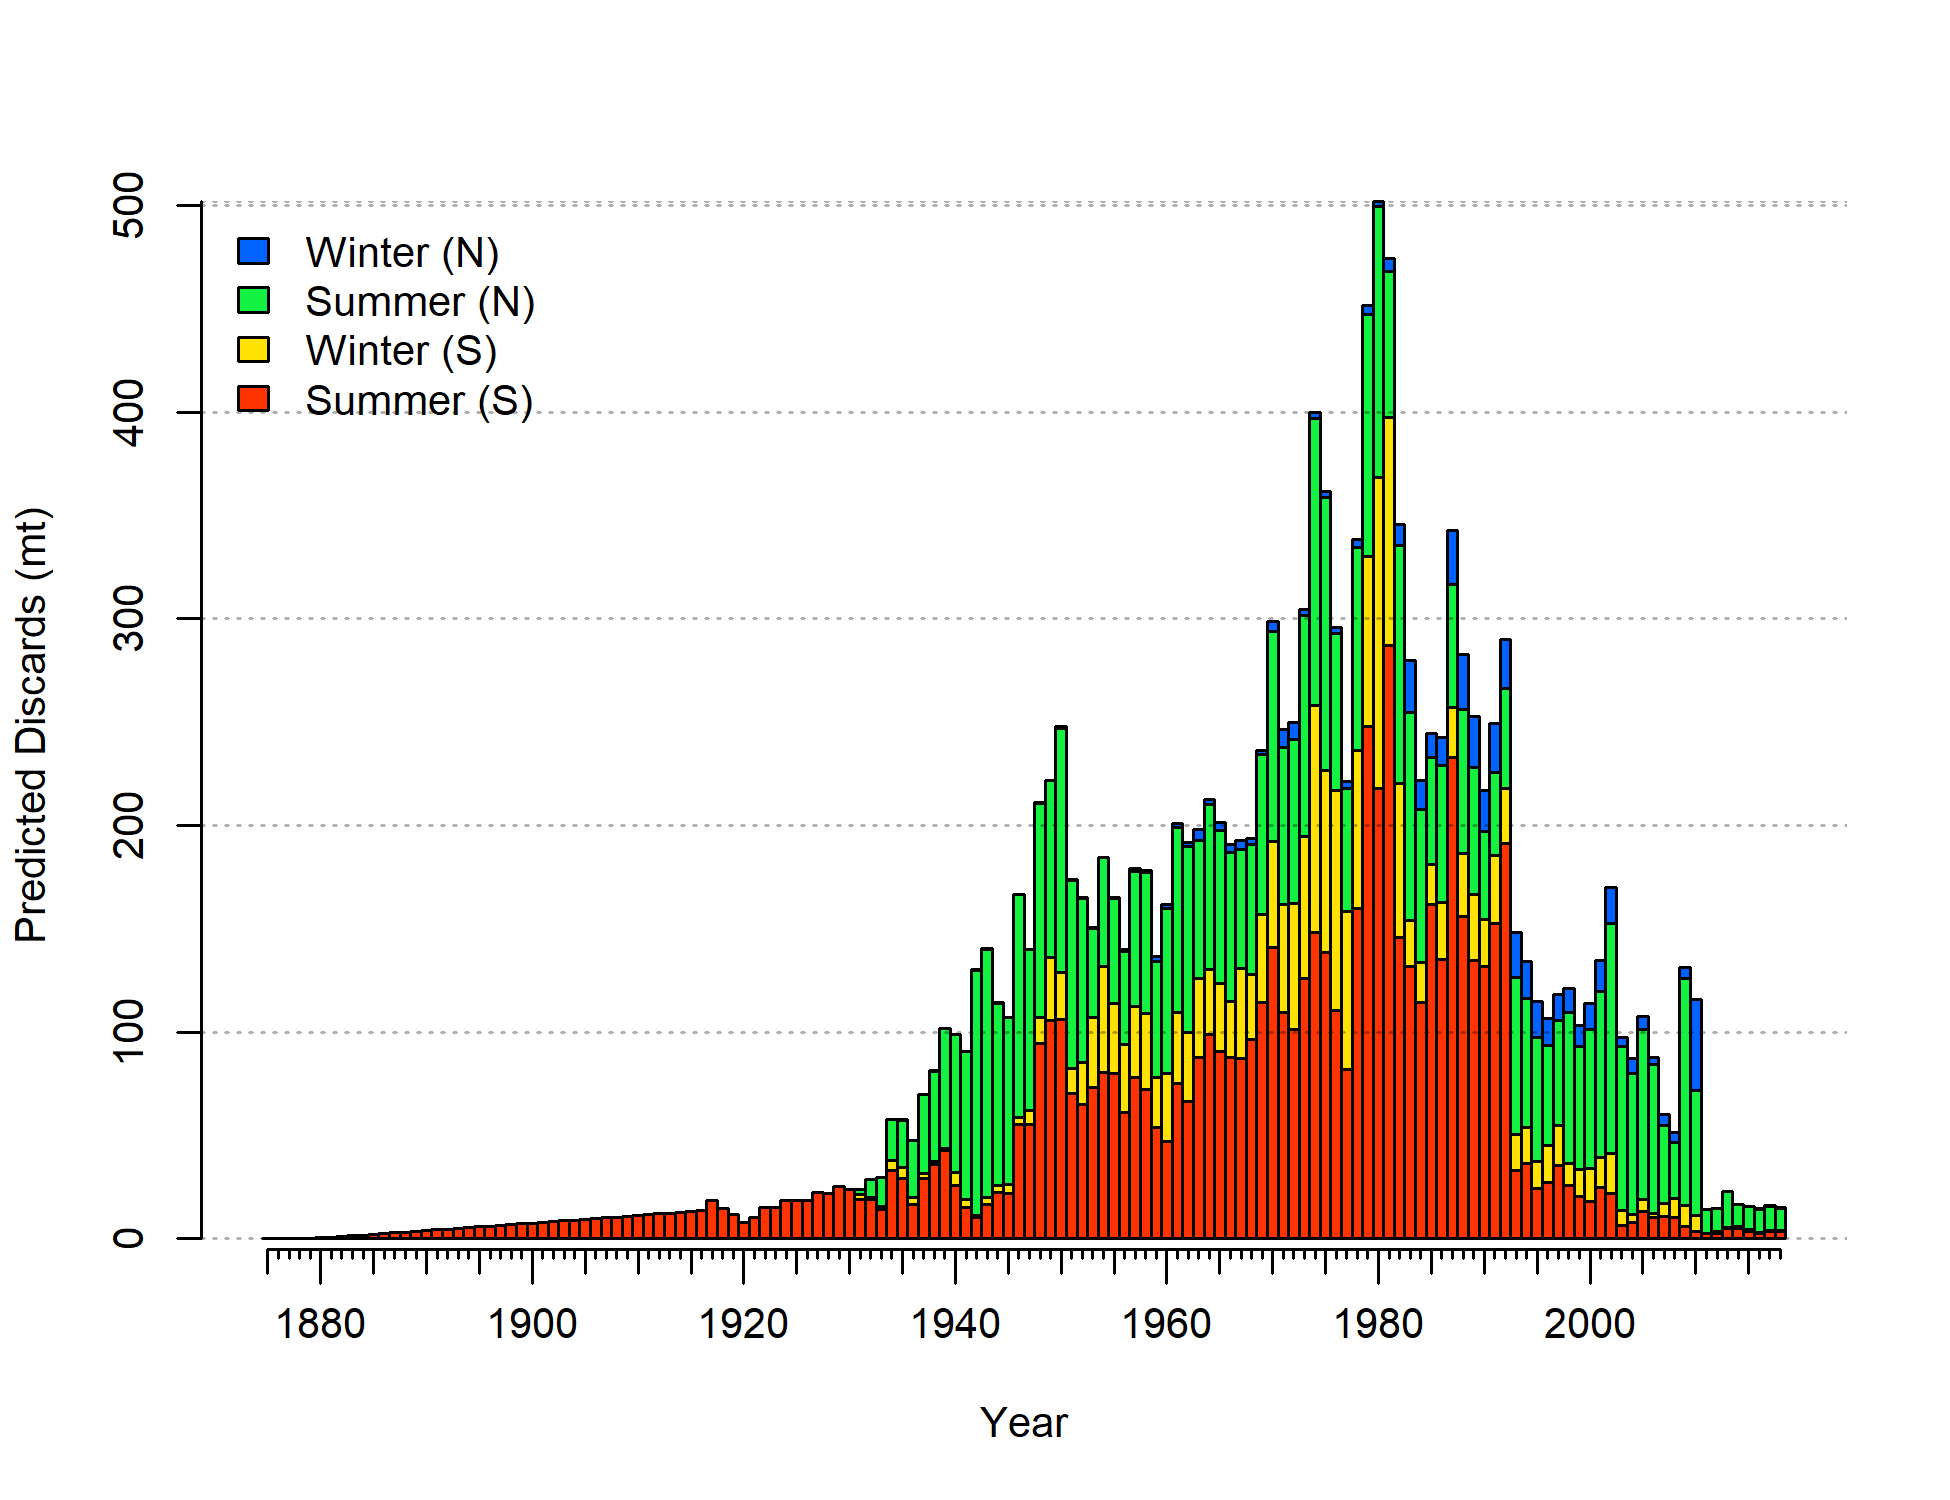 Winter (N)
Summer (N)
Winter (S)
Summer (S)
Predicted Discards (mt)
500
400
300
200
100
0
1880 1900 1920 1940 1960 1980 2000
Year